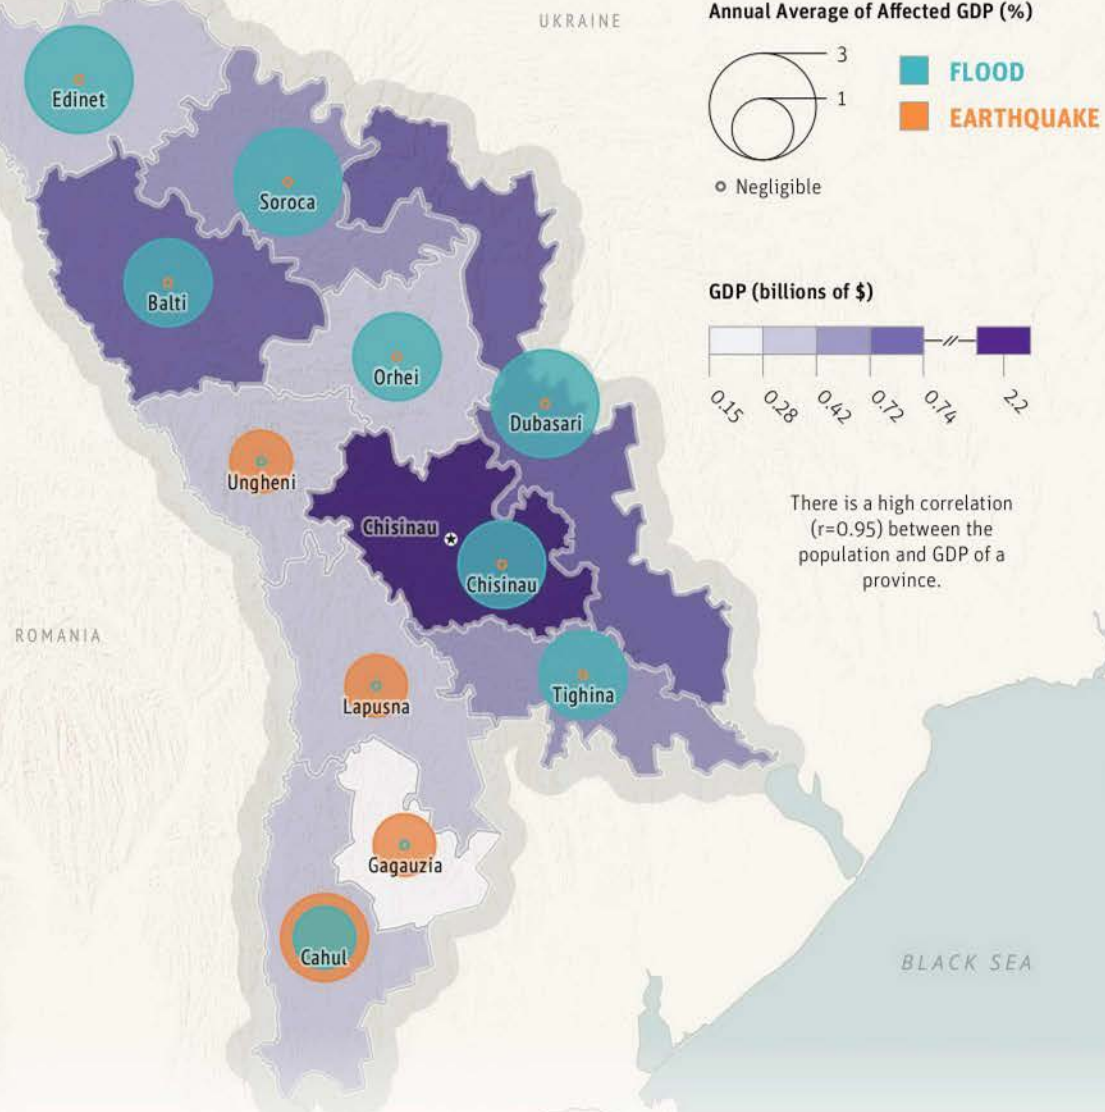 UKRAINE
Annual Average of Affected GDP (%)
3
1
Negligible
FLOOD
EARTHQUAKE
GDP (billions of $)
0.15
0.28
0.42
0.72
0.74
2.2
There is a high correlation
(r=0.95) between the
population and GDP of a
province.
Edinet
Soroca
Balti
Orhei
Dubasari
Ungheni
Chisinau
Chisinau
ROMANIA
Tighina
Lapusna
Gagauzia
Cahul
BLACK SEA